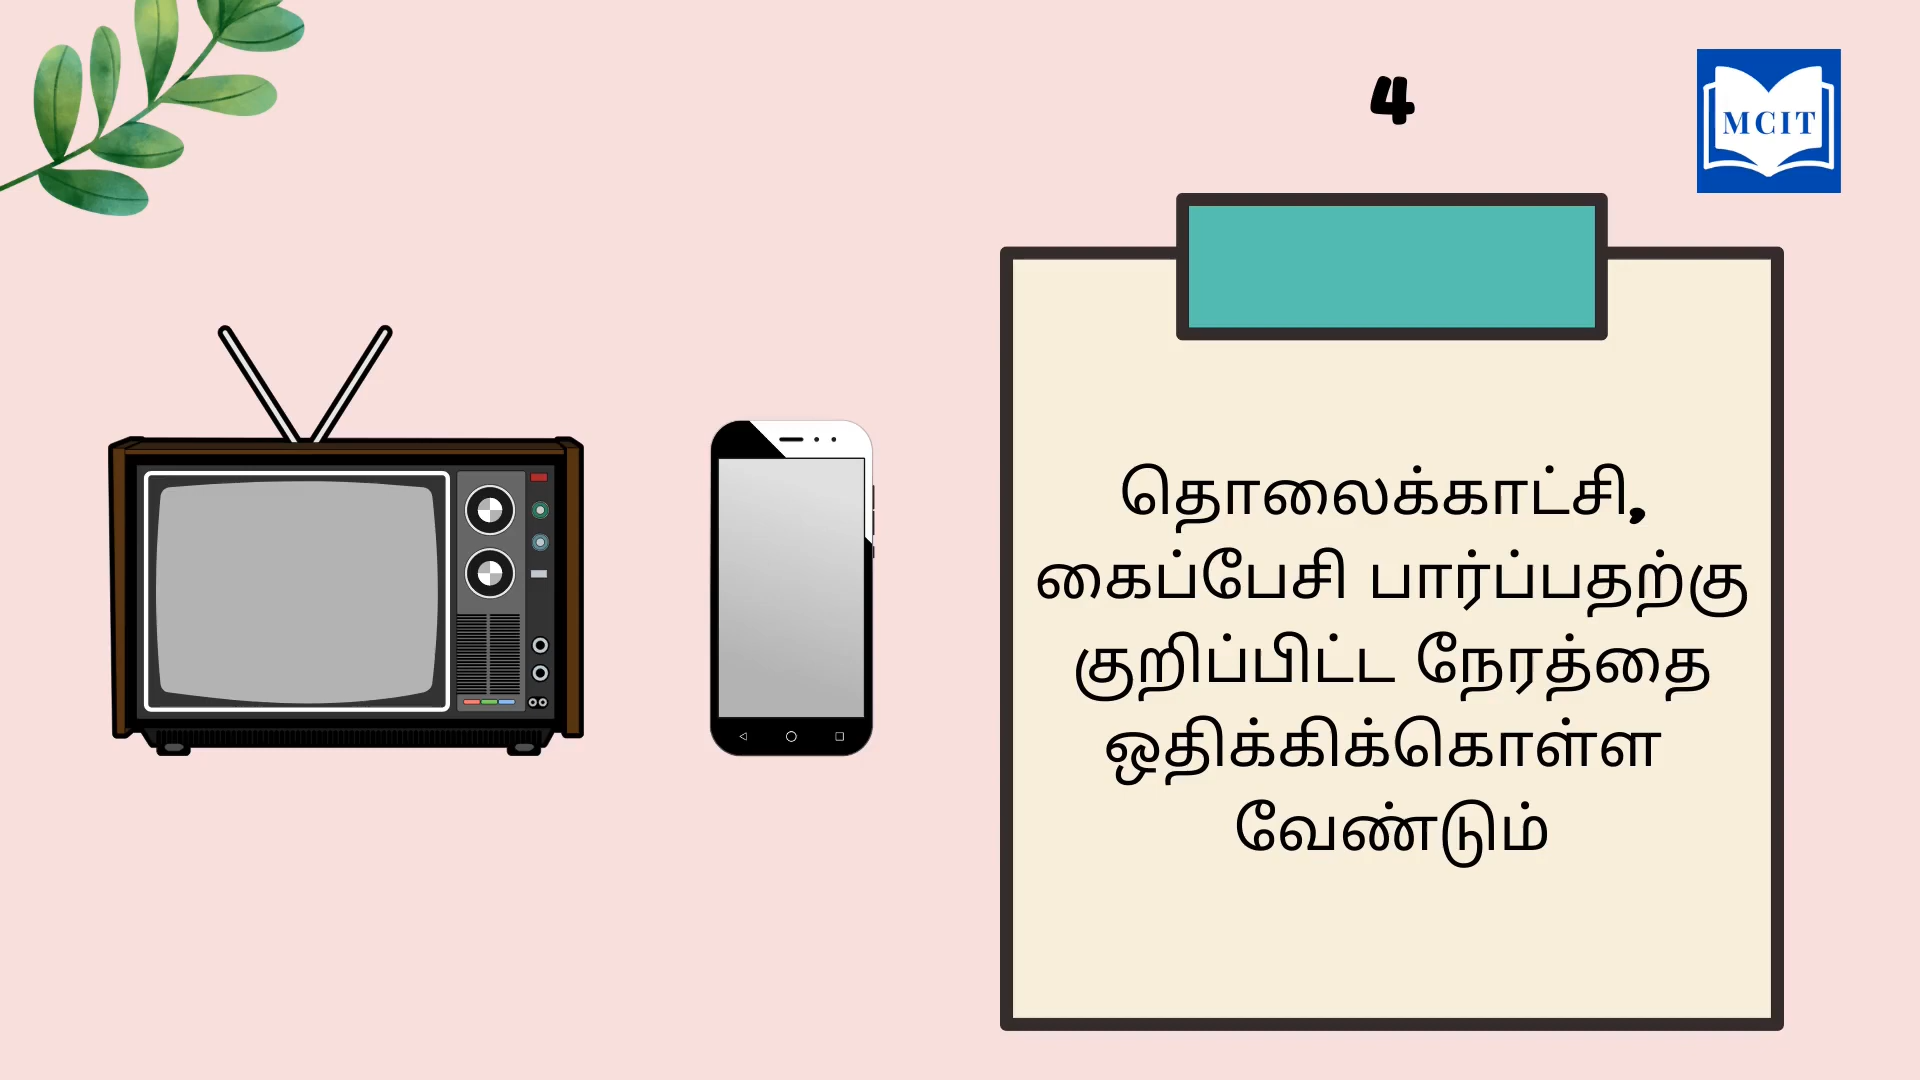 4
MCIT
தொலைக்காட்சி,
கைப்பேசி பார்ப்பதற்கு
குறிப்பிட்ட நேரத்தை
ஒதிக்கிக்கொள்ள
வேண்டும்